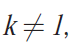 k ≠ l,